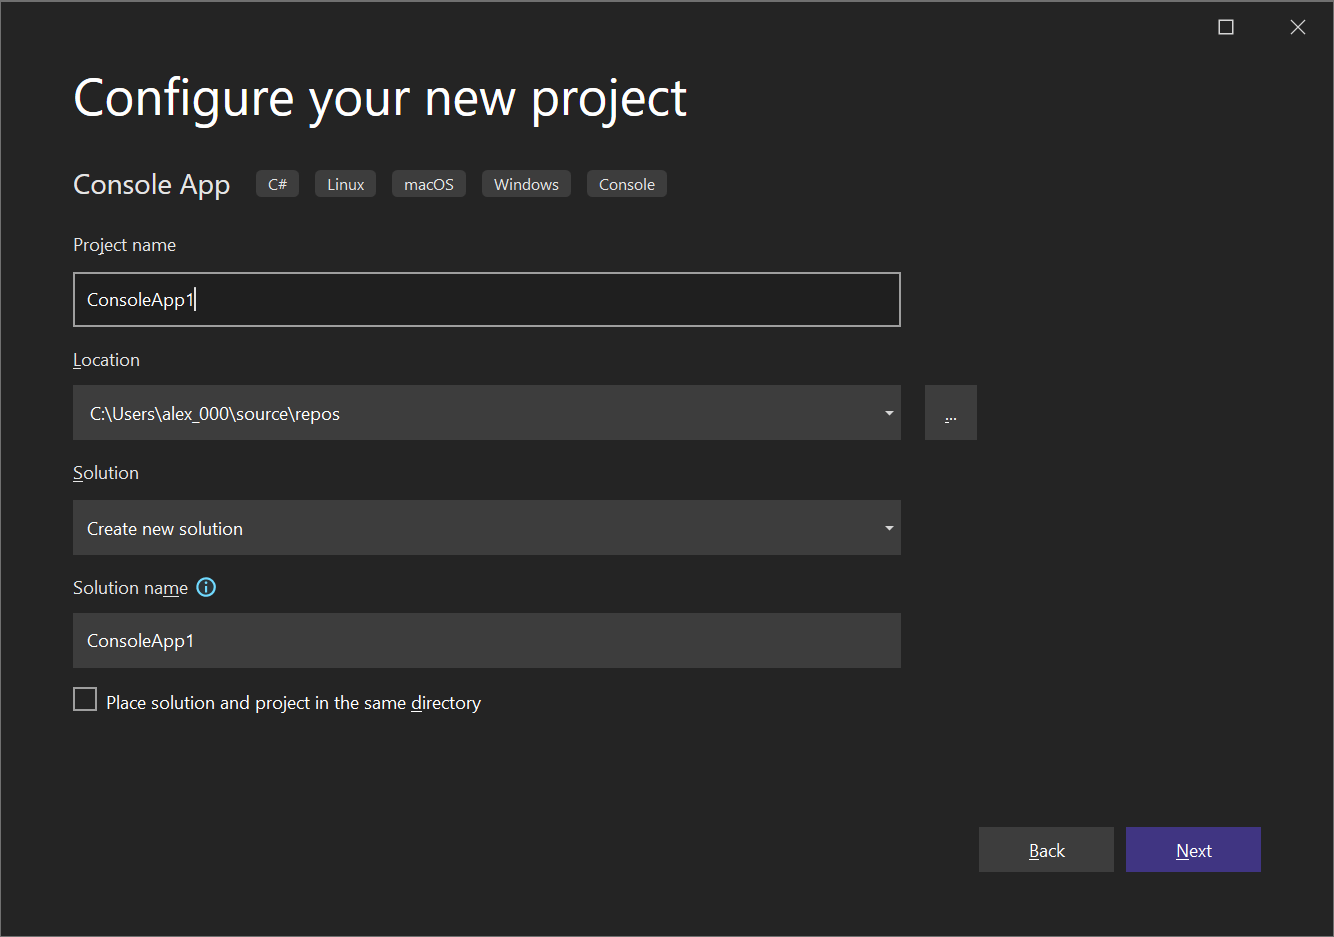 Configure your new project
Console App C# Linux macOS Windows Console
Project name
ConsoleApp1
Location
C:\Users\alex_000\source\repos
...
Solution
Create new solution
Solution name
ConsoleApp1
Place solution and project in the same directory
Back Next